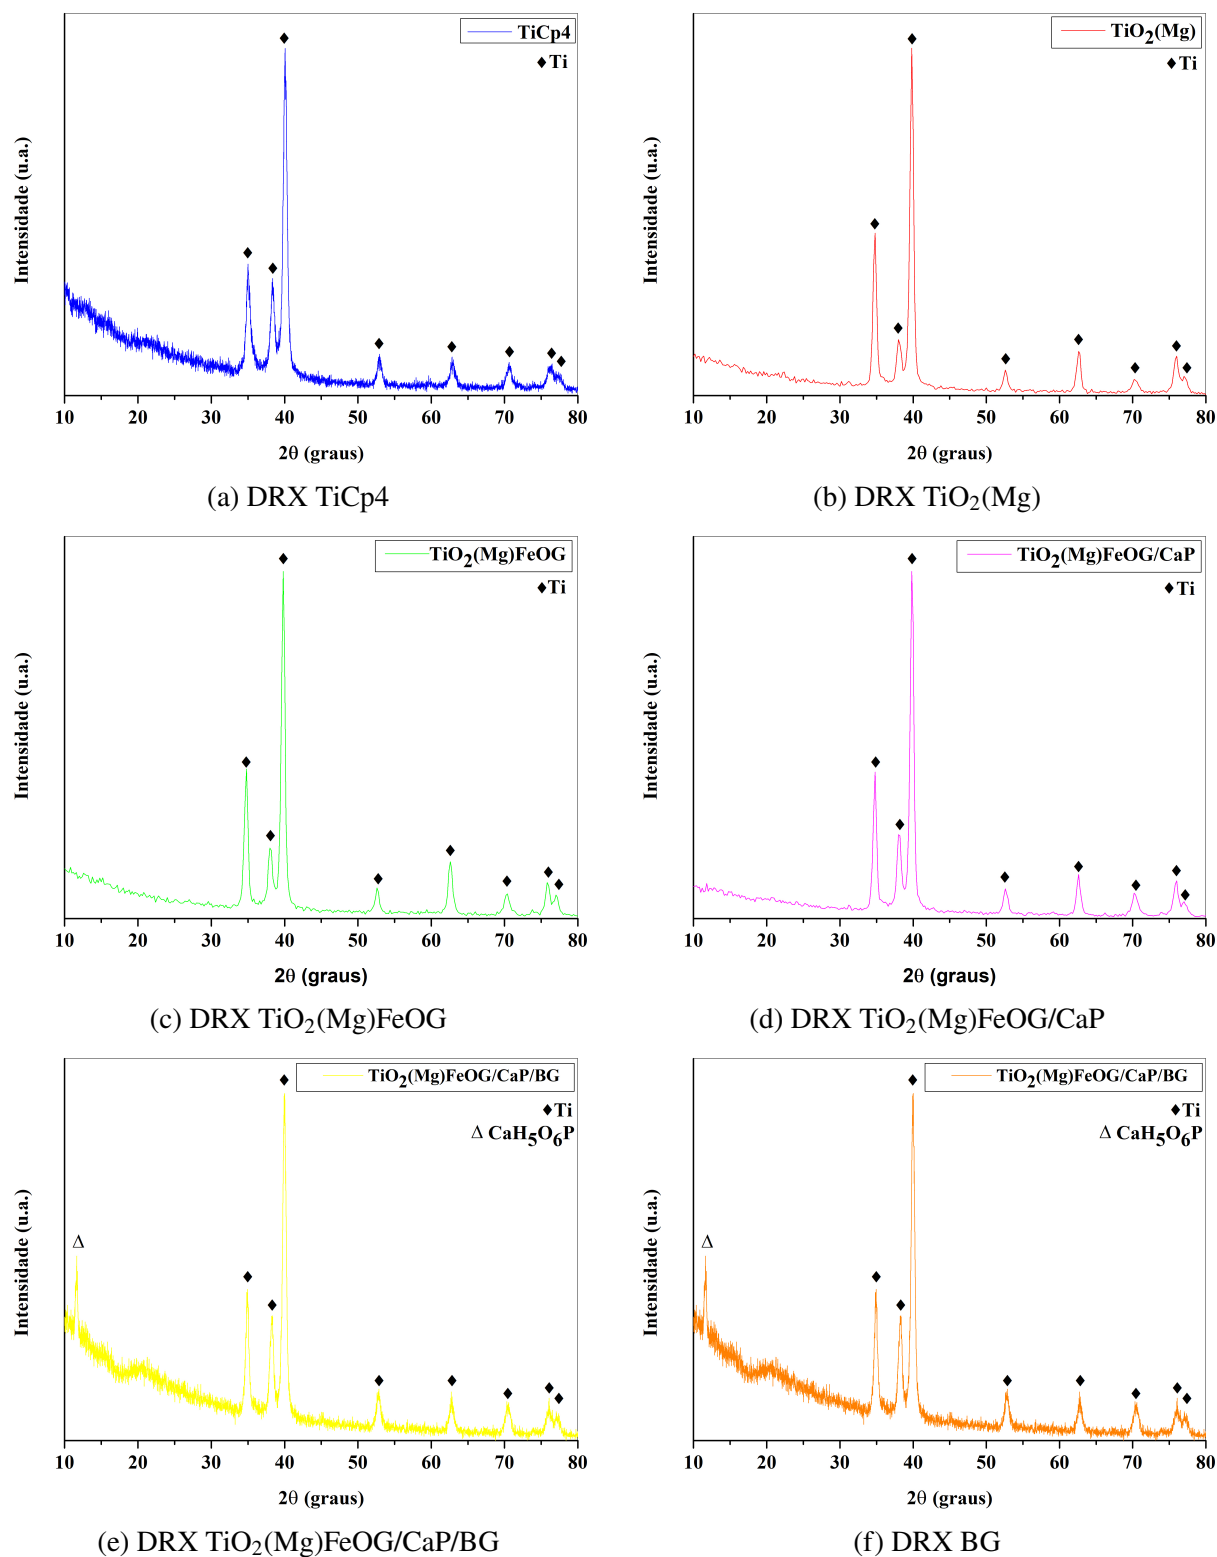 TiCp4
♦Ti
Intensidade (u.a.)
10 20 30 40 50 60 70 80
2θ (graus)
(a) DRX TiCp4
TiO2(Mg)
♦Ti
Intensidade (u.a.)
10 20 30 40 50 60 70 80
2θ (graus)
(b) DRX TiO2(Mg)
TiO2(Mg)FeOG
♦Ti
Intensidade (u.a.)
10 20 30 40 50 60 70 80
2θ (graus)
(c) DRX TiO2(Mg)FeOG
TiO2(Mg)FeOG/CaP
♦Ti
Intensidade (u.a.)
10 20 30 40 50 60 70 80
2θ (graus)
(d) DRX TiO2(Mg)FeOG/CaP
TiO2(Mg)FeOG/CaP/BG
♦Ti
Δ CaH5O6P
Δ
Intensidade (u.a.)
10 20 30 40 50 60 70 80
2θ (graus)
(e) DRX TiO2(Mg)FeOG/CaP/BG
TiO2(Mg)FeOG/CaP/BG
♦Ti
Δ CaH5O6P
Δ
Intensidade (u.a.)
10 20 30 40 50 60 70 80
2θ (graus)
(f) DRX BG